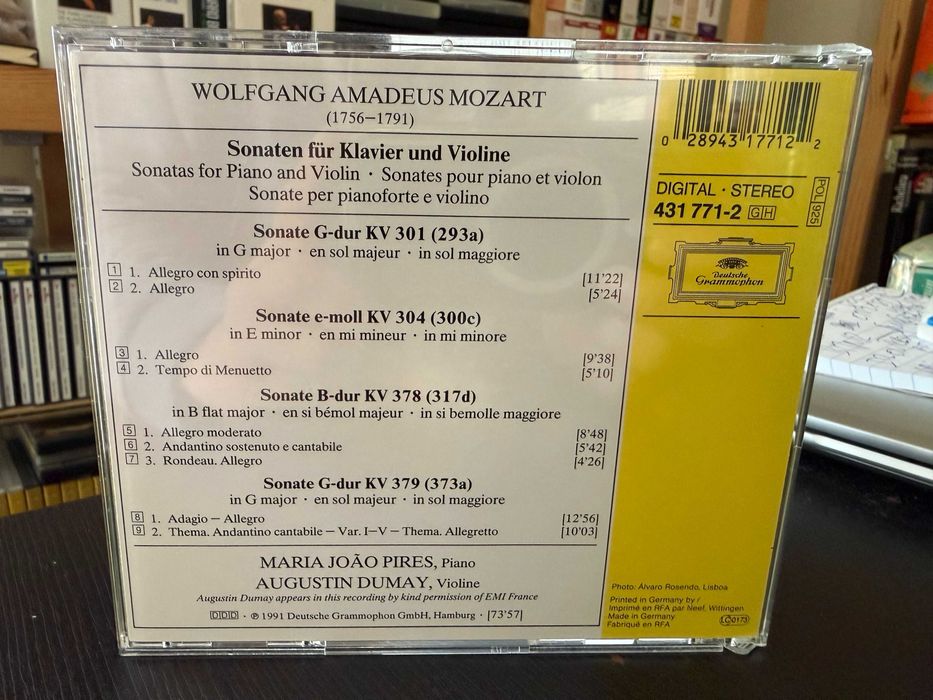 WOLFGANG AMADEUS MOZART
(1756–1791)
Sonaten für Klavier und Violine
Sonatas for Piano and Violin · Sonates pour piano et violon
Sonate per pianoforte e violino
Sonate G-dur KV 301 (293a)
in G major · en sol majeur · in sol maggiore
1 1. Allegro con spirito [11'22]
2 2. Allegro [5'24]
Sonate e-moll KV 304 (300c)
in E minor · en mi mineur · in mi minore
3 1. Allegro [9'38]
4 2. Tempo di Menuetto [5'10]
Sonate B-dur KV 378 (317d)
in B flat major · en si bémol majeur · in si bemolle maggiore
5 1. Allegro moderato [8'48]
6 2. Andantino sostenuto e cantabile [5'42]
7 3. Rondeau. Allegro [4'26]
Sonate G-dur KV 379 (373a)
in G major · en sol majeur · in sol maggiore
8 1. Adagio – Allegro [12'56]
9 2. Thema. Andantino cantabile – Var. I–V – Thema. Allegretto [10'03]
MARIA JOÃO PIRES, Piano
AUGUSTIN DUMAY, Violine
Augustin Dumay appears in this recording by kind permission of EMI France
DDD · ℗ 1991 Deutsche Grammophon GmbH, Hamburg · [73'57]
0 28943 17712 2
DIGITAL · STEREO
431 771-2 GH
POL 925
Deutsche
Grammophon
Photo: Álvaro Rosendo, Lisboa
Printed in Germany by /
Imprimé en RFA par Neef, Wittingen
Made in Germany
Fabriqué en RFA
LC 0173